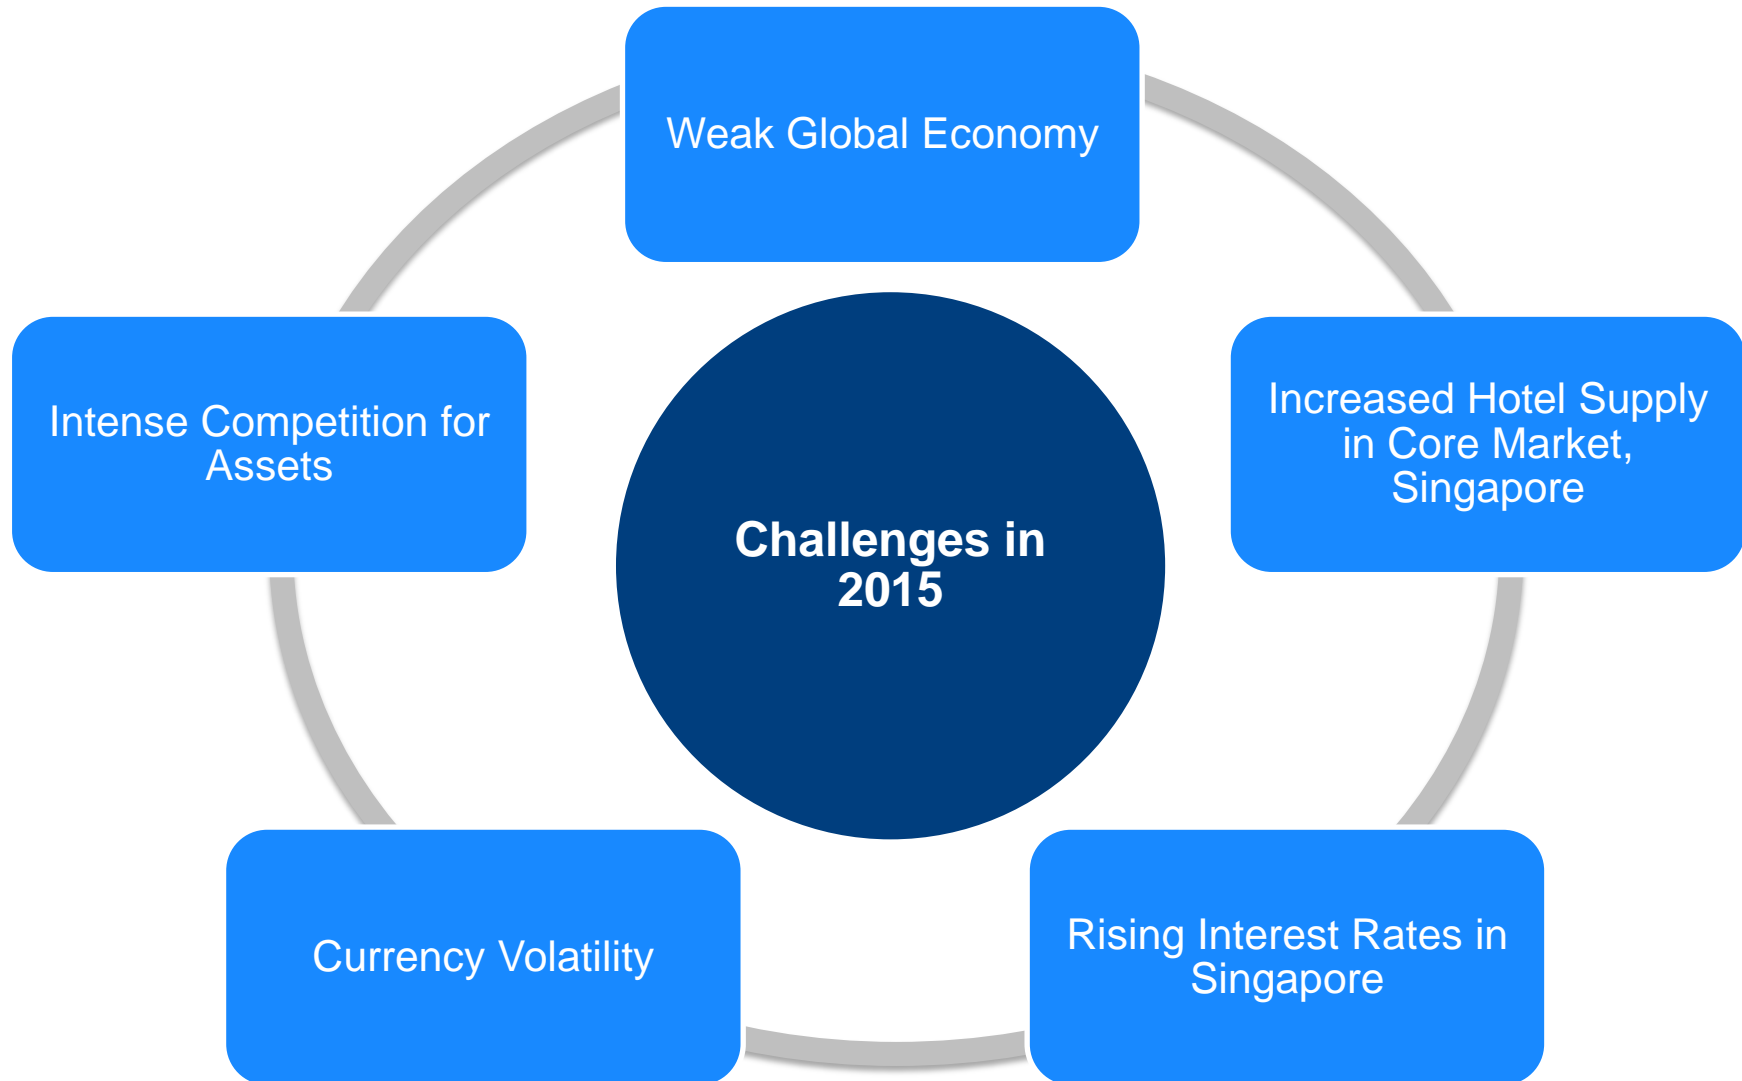 Weak Global Economy
Increased Hotel Supply
in Core Market,
Singapore
Rising Interest Rates in
Singapore
Currency Volatility
Intense Competition for
Assets
Challenges in
2015